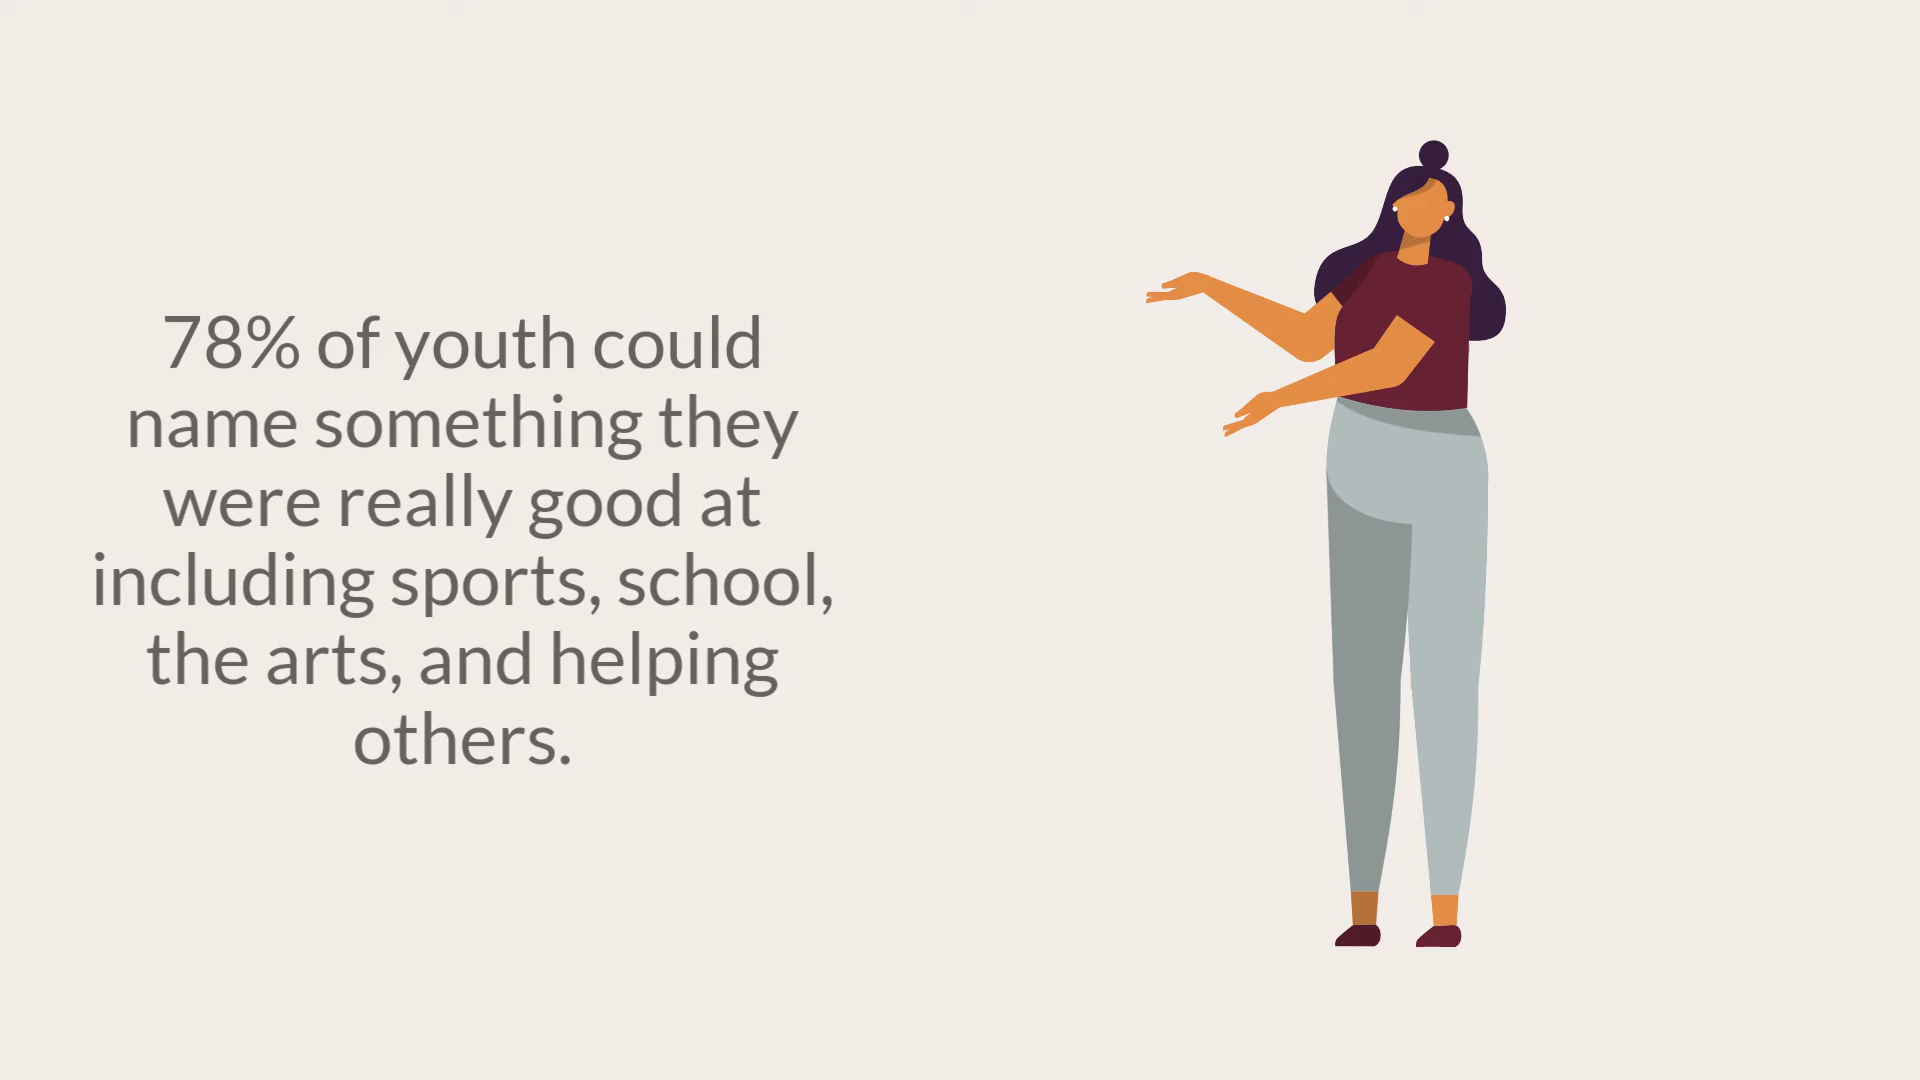 78% of youth could
name something they
were really good at
including sports, school,
the arts, and helping
others.